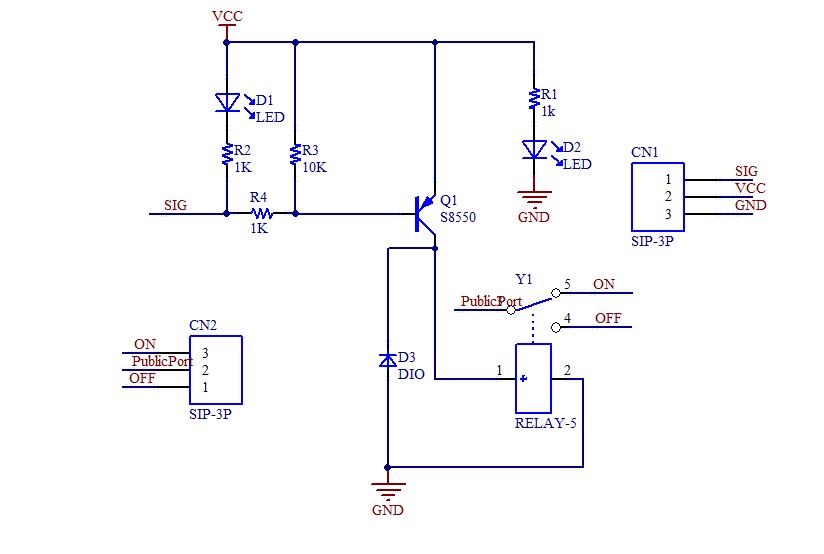 VCC
D1
LED
R2
1K
R3
10K
R4
1K
SIG
Q1
S8550
R1
1k
D2
LED
GND
CN1
1 SIG
2 VCC
3 GND
SIP-3P
Y1
PublicPort
3
5 ON
4 OFF
1
2
RELAY-5
D3
DIO
GND
CN2
ON 3
PublicPort 2
OFF 1
SIP-3P